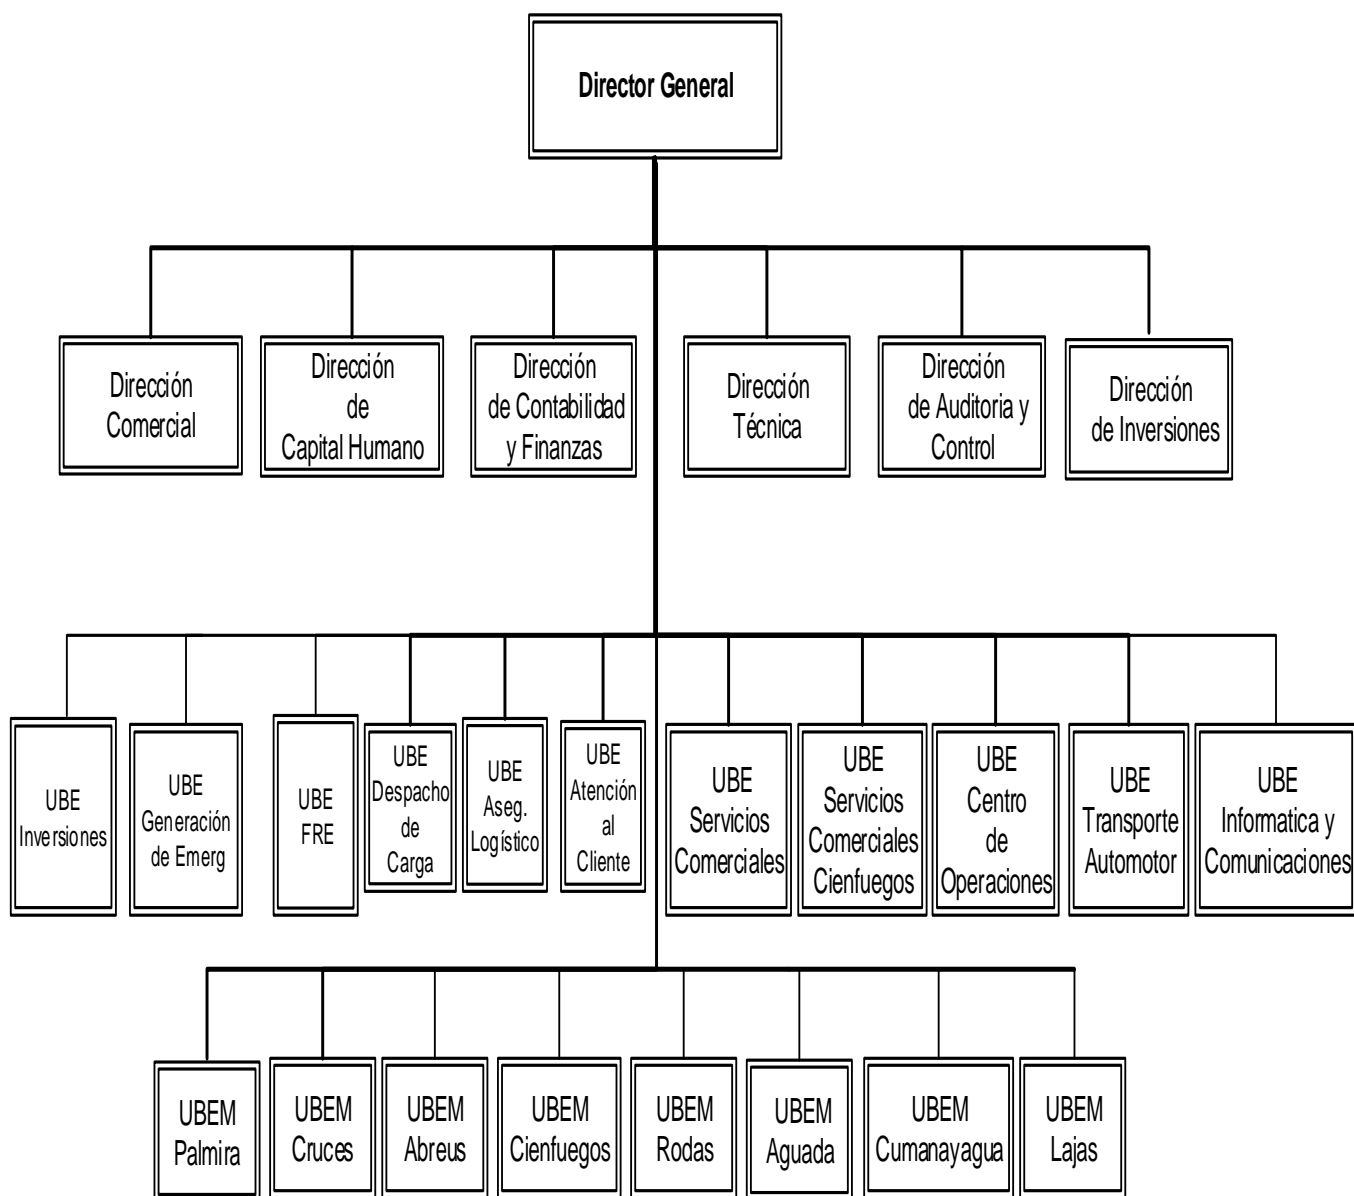 Director General
Dirección
Comercial
Dirección
de
Capital Humano
Dirección
de Contabilidad
y Finanzas
Dirección
Técnica
Dirección
de Auditoria y
Control
Dirección
de Inversiones
UBE
Inversiones
UBE
Generación
de Emerg
UBE
FRE
UBE
Despacho
de
Carga
UBE
Aseg.
Logístico
UBE
Atención
al
Cliente
UBE
Servicios
Comerciales
UBE
Servicios
Comerciales
Cienfuegos
UBE
Centro
de
Operaciones
UBE
Transporte
Automotor
UBE
Informatica y
Comunicaciones
UBEM
Palmira
UBEM
Cruces
UBEM
Abreus
UBEM
Cienfuegos
UBEM
Rodas
UBEM
Aguada
UBEM
Cumanayagua
UBEM
Lajas